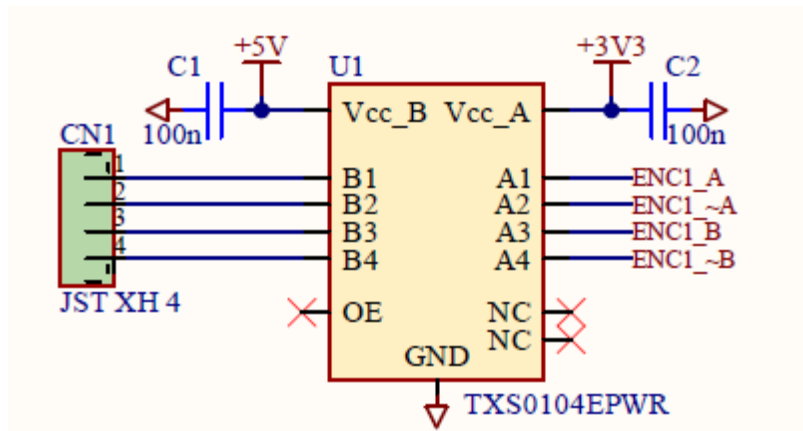 +5V
+3V3
C1
U1
C2
Vcc_B
Vcc_A
100n
100n
CN1
1
B1
A1
ENC1_A
2
B2
A2
ENC1_~A
3
B3
A3
ENC1_B
4
B4
A4
ENC1_~B
JST XH 4
OE
NC
NC
GND
TXS0104EPWR